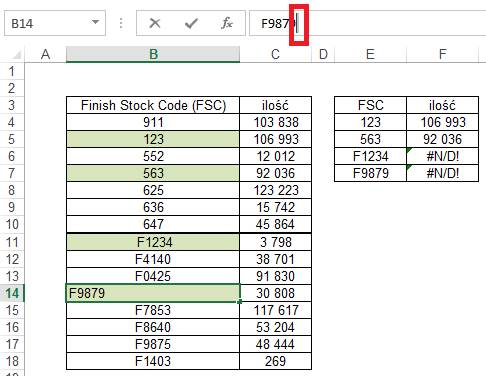 B14 fx F9879
A B C D E F
1
2
3 Finish Stock Code (FSC) ilość FSC ilość
4 911 103 838 123 106 993
5 123 106 993 563 92 036
6 552 12 012 F1234 #N/D!
7 563 92 036 F9879 #N/D!
8 625 123 223
9 636 15 742
10 647 45 864
11 F1234 3 798
12 F4140 38 701
13 F0425 91 830
14 F9879 30 808
15 F7853 117 617
16 F8640 53 204
17 F9875 48 444
18 F1403 269